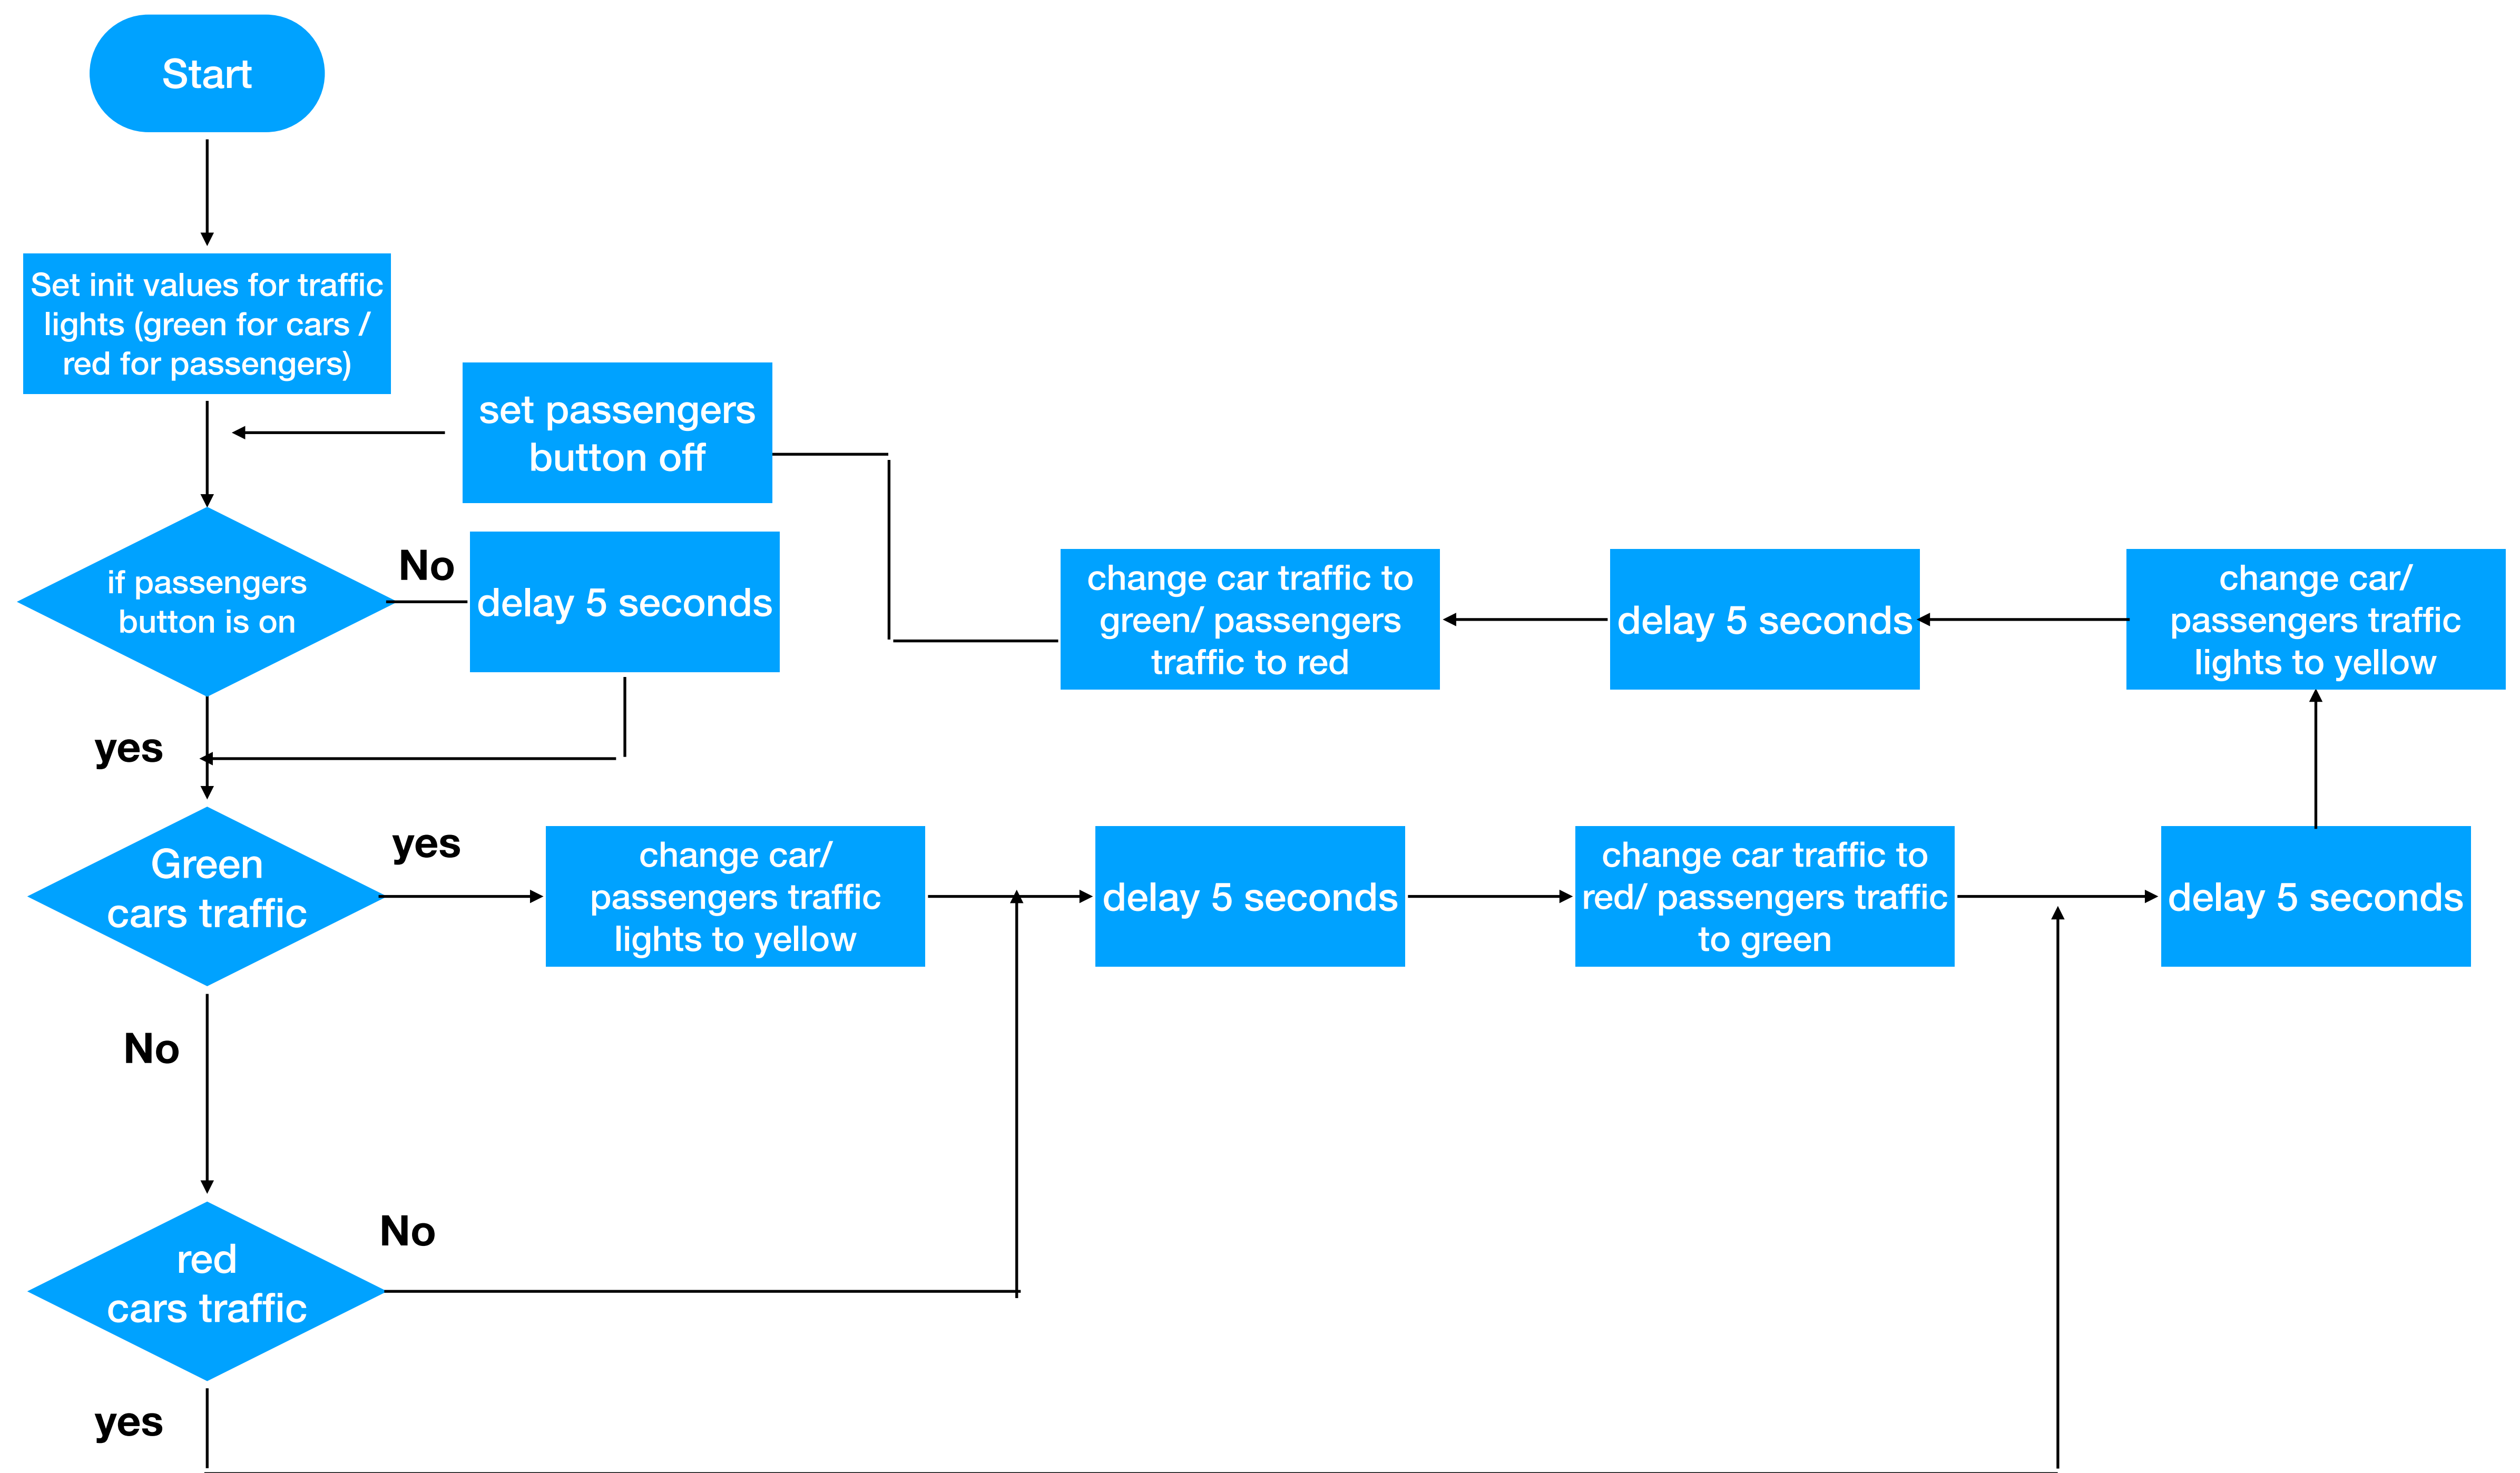 Start
Set init values for traffic
lights (green for cars /
red for passengers)
set passengers
button off
if passengers
button is on
No
delay 5 seconds
change car traffic to
green/ passengers
traffic to red
delay 5 seconds
change car/
passengers traffic
lights to yellow
yes
Green
cars traffic
yes
change car/
passengers traffic
lights to yellow
delay 5 seconds
change car traffic to
red/ passengers traffic
to green
delay 5 seconds
No
red
cars traffic
No
yes